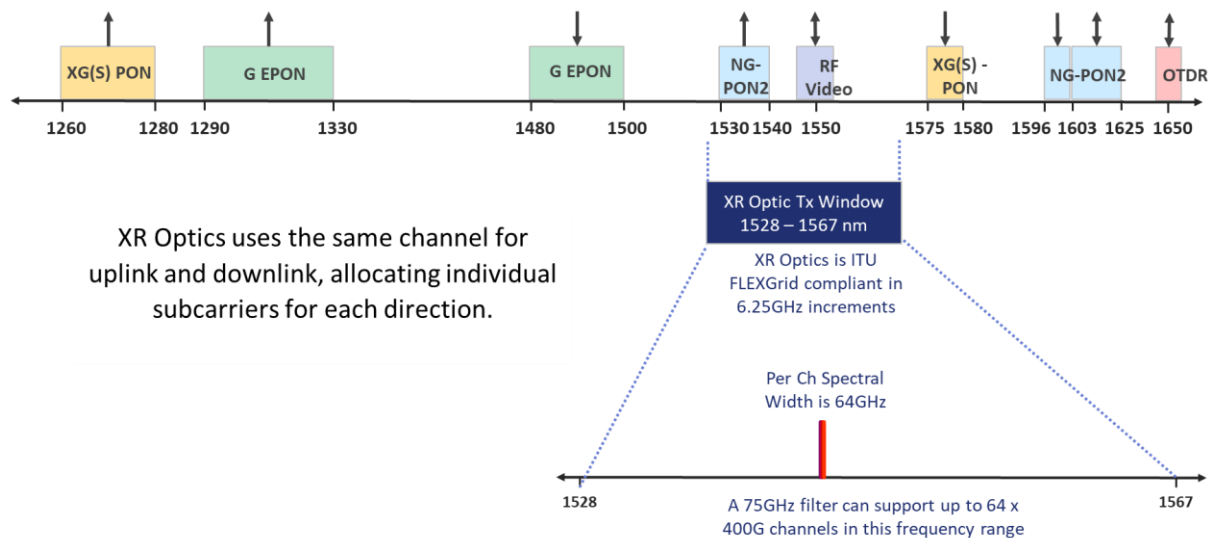 XG(S) PON
G EPON
G EPON
NG-
PON2
RF
Video
XG(S) -
PON
NG-PON2
OTDR
1260
1280
1290
1330
1480
1500
1530
1540
1550
1575
1580
1596
1603
1625
1650
XR Optic Tx Window
1528 – 1567 nm
XR Optics uses the same channel for
uplink and downlink, allocating individual
subcarriers for each direction.
XR Optics is ITU
FLEXGrid compliant in
6.25GHz increments
Per Ch Spectral
Width is 64GHz
1528
1567
A 75GHz filter can support up to 64 x
400G channels in this frequency range